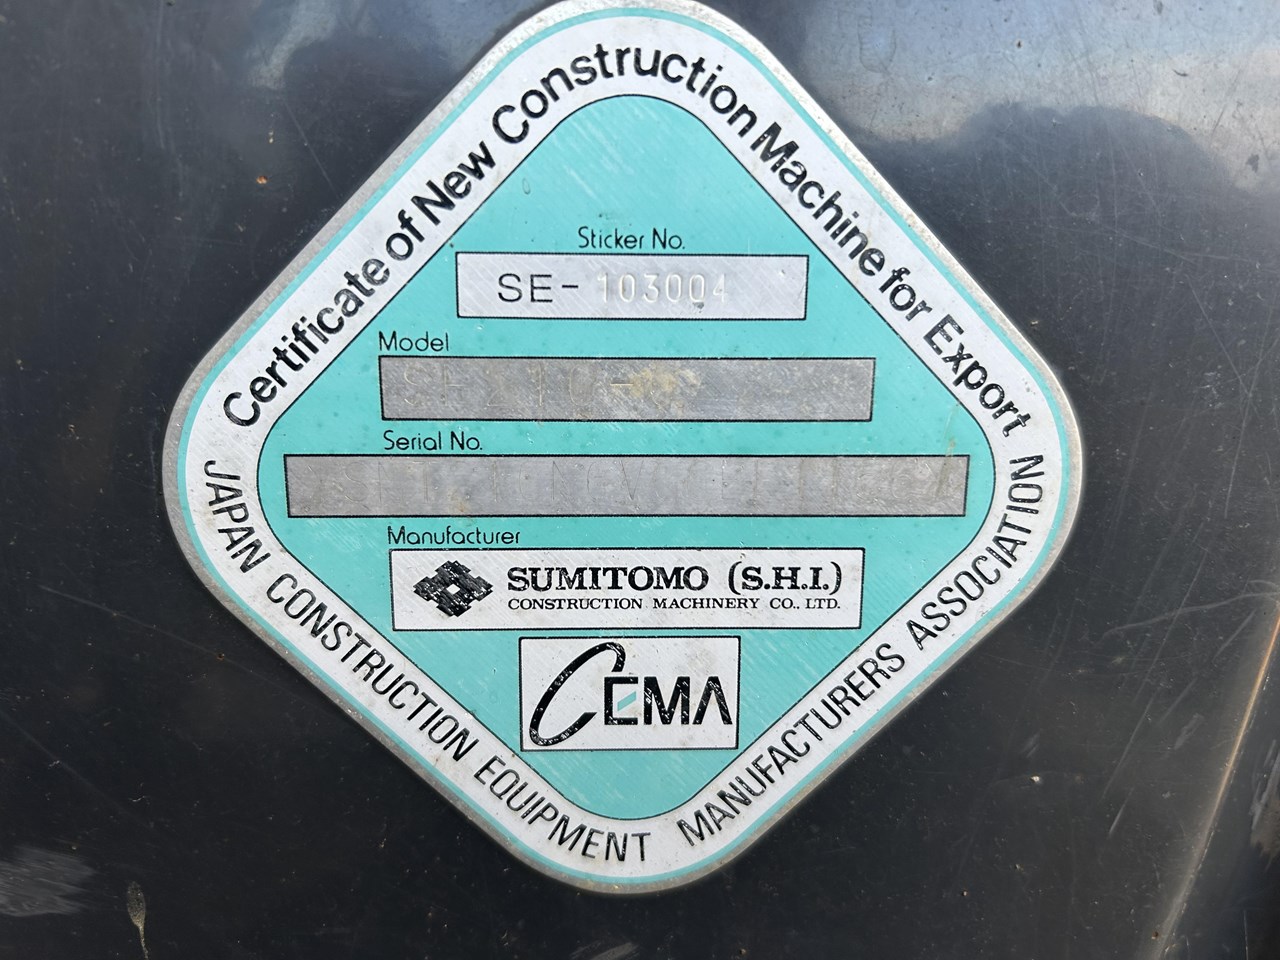 Certificate of New Construction Machine for Export
Sticker No.
SE-103004
Model
Serial No.
Manufacturer
SUMITOMO (S.H.I.)
CONSTRUCTION MACHINERY CO., LTD.
CEMA
JAPAN CONSTRUCTION EQUIPMENT MANUFACTURERS ASSOCIATION